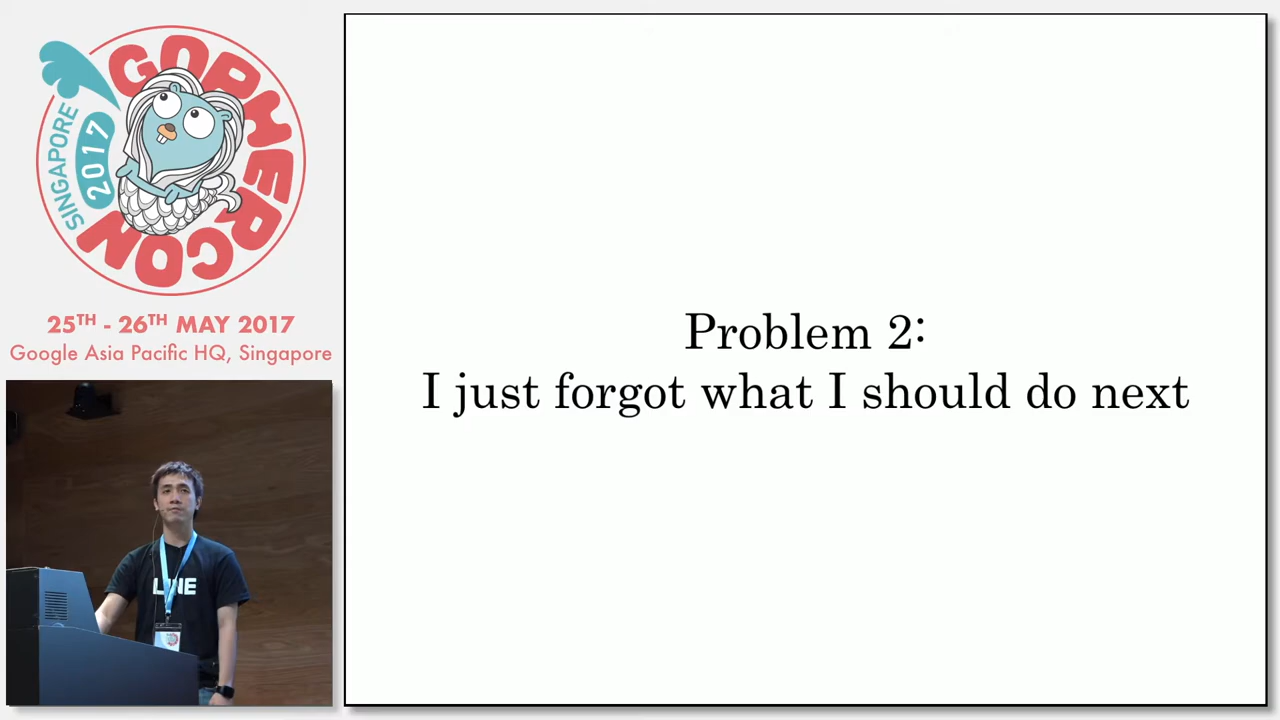 GOPHERCON
SINGAPORE
2017
25TH - 26TH MAY 2017
Google Asia Pacific HQ, Singapore
LINE
Problem 2:
I just forgot what I should do next